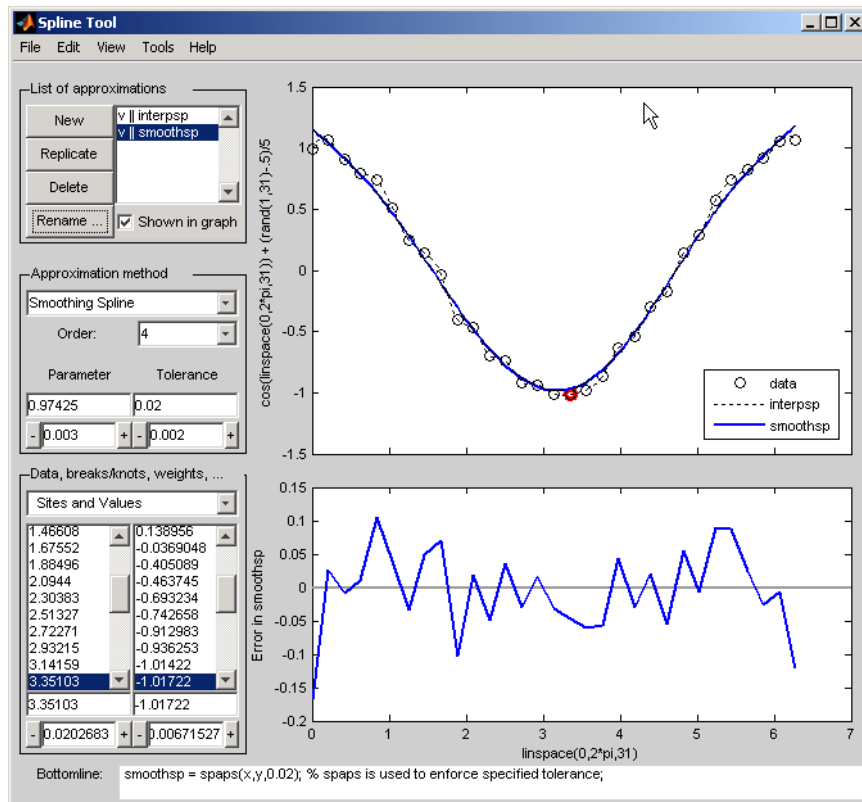 Spline Tool
File Edit View Tools Help
List of approximations
New
Replicate
Delete
Rename ...
v || interpsp
v || smoothsp
Shown in graph
Approximation method
Smoothing Spline
Order: 4
Parameter Tolerance
0.97425 0.02
- 0.003 + - 0.002 +
Data, breaks/knots, weights, ...
Sites and Values
1.46608 0.138956
1.67552 -0.0369048
1.88496 -0.405089
2.0944 -0.463745
2.30383 -0.693234
2.51327 -0.742658
2.72271 -0.912983
2.93215 -0.936253
3.14159 -1.01422
3.35103 -1.01722
3.35103 -1.01722
- 0.0202683 + - 0.00671527 +
cos(linspace(0,2*pi,31)) + (rand(1,31)-.5)/5
1.5
1
0.5
0
-0.5
-1
-1.5
data
interpsp
smoothsp
Error in smoothsp
0.15
0.1
0.05
0
-0.05
-0.1
-0.15
-0.2
0 1 2 3 4 5 6 7
linspace(0,2*pi,31)
Bottomline: smoothsp = spaps(x,y,0.02); % spaps is used to enforce specified tolerance;